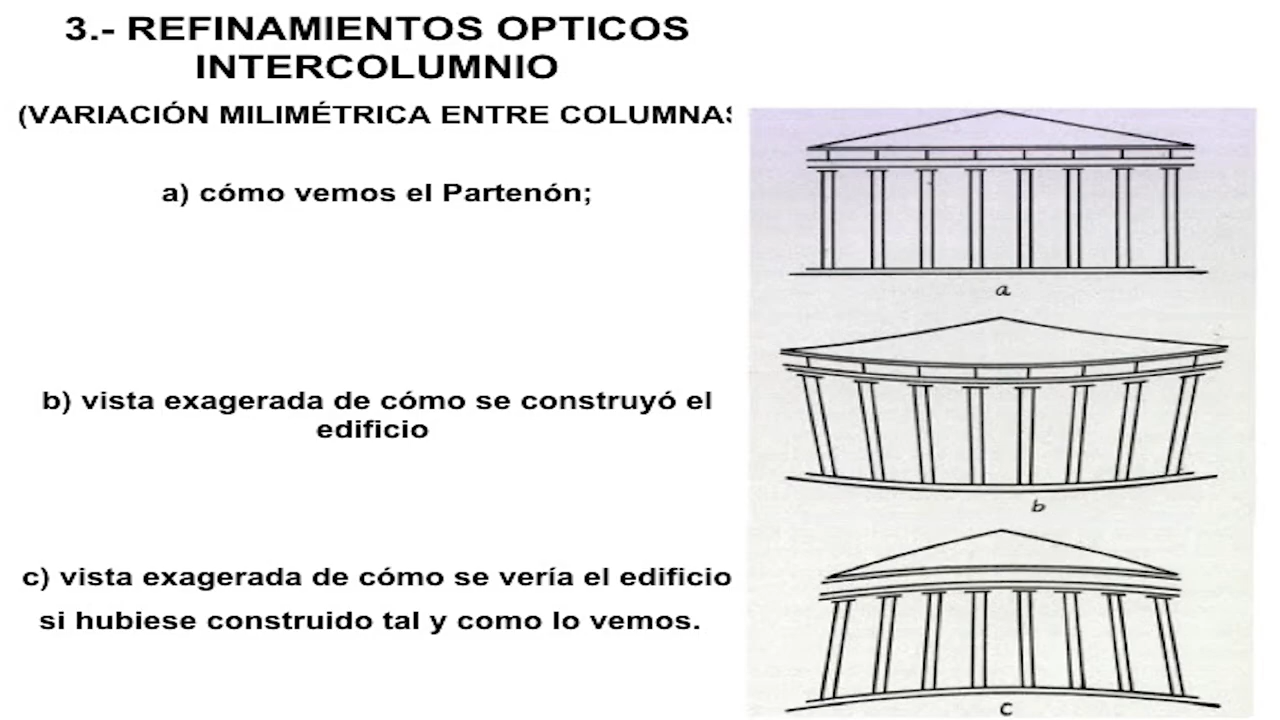 3.- REFINAMIENTOS OPTICOS
INTERCOLUMNIO
(VARIACIÓN MILIMÉTRICA ENTRE COLUMNAS
a) cómo vemos el Partenón;
a
b) vista exagerada de cómo se construyó el
edificio
b
c) vista exagerada de cómo se vería el edificio
si hubiese construido tal y como lo vemos.
c